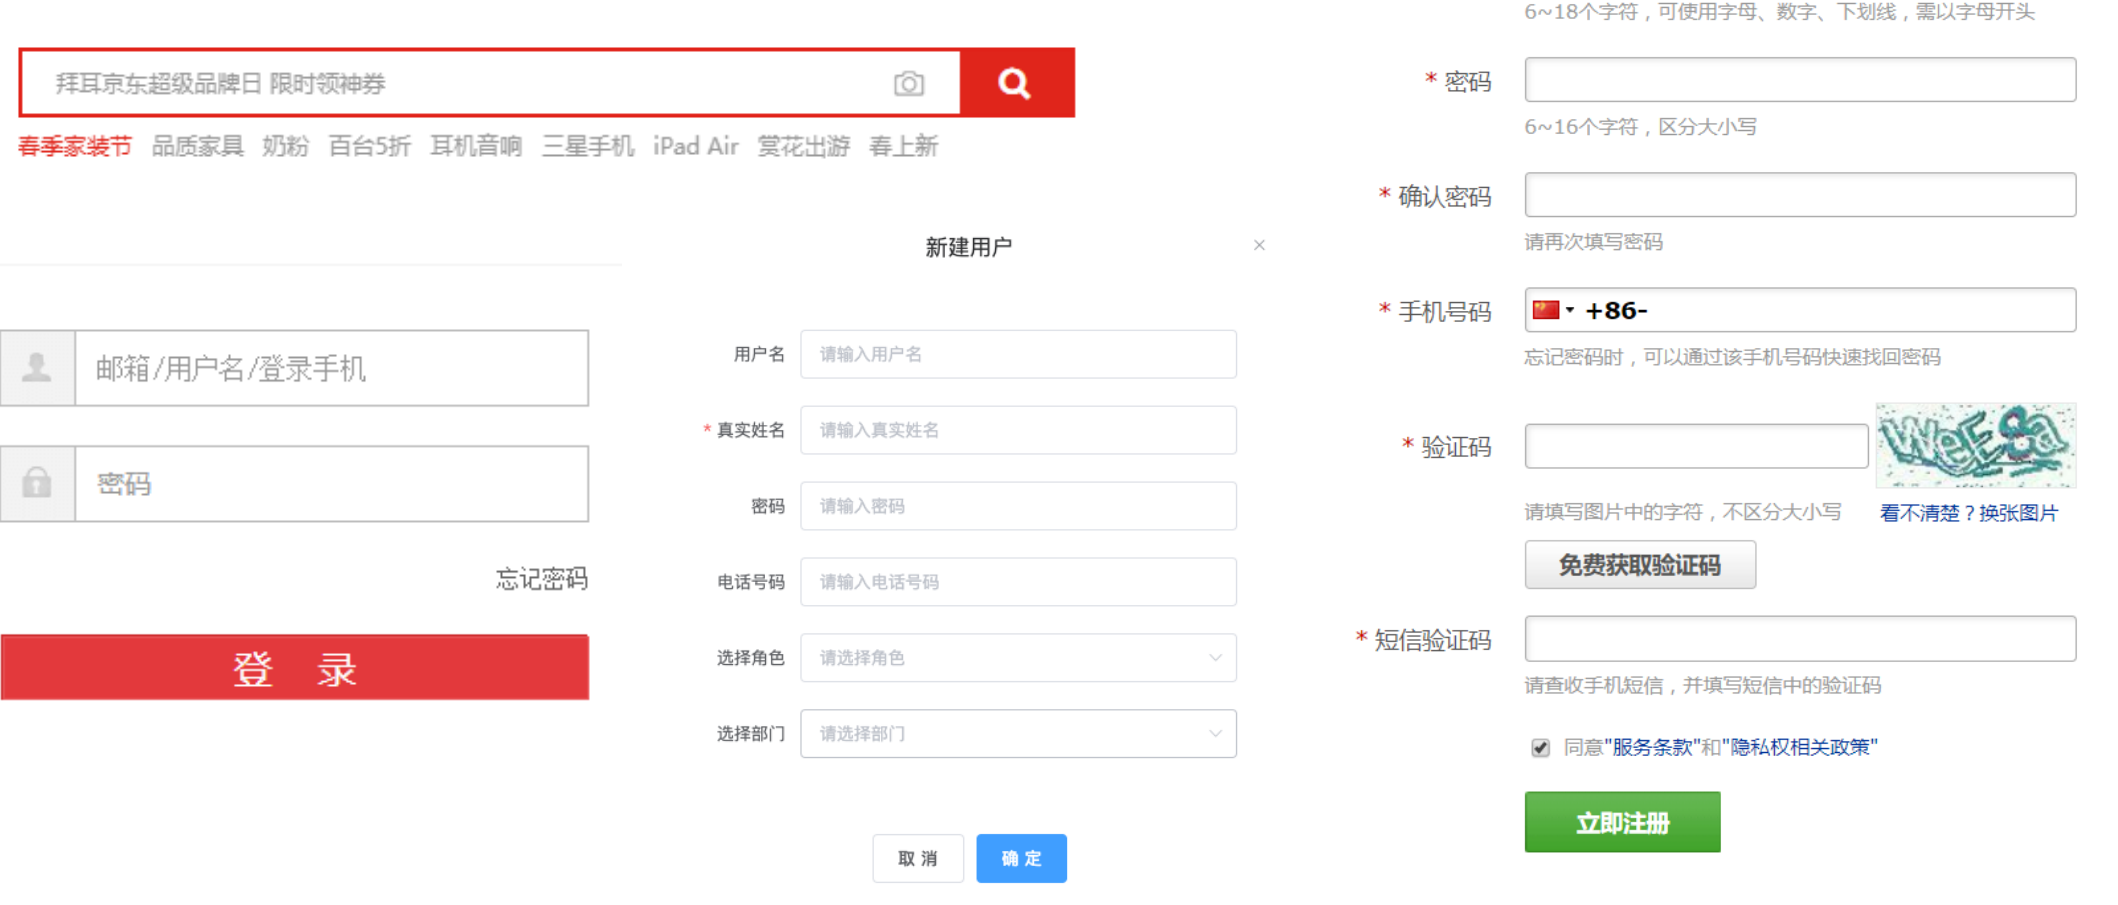 拜耳京东超级品牌日 限时领神券
春季家装节 品质家具 奶粉 百台5折 耳机音响 三星手机 iPad Air 赏花出游 春上新
邮箱/用户名/登录手机
密码
忘记密码
登 录
新建用户 ×
用户名 请输入用户名
* 真实姓名 请输入真实姓名
密码 请输入密码
电话号码 请输入电话号码
选择角色 请选择角色
选择部门 请选择部门
取消 确定
6~18个字符，可使用字母、数字、下划线，需以字母开头
* 密码
6~16个字符，区分大小写
* 确认密码
请再次填写密码
* 手机号码 +86-
忘记密码时，可以通过该手机号码快速找回密码
* 验证码 WeESa
请填写图片中的字符，不区分大小写 看不清楚？换张图片
免费获取验证码
* 短信验证码
请查收手机短信，并填写短信中的验证码
同意"服务条款"和"隐私权相关政策"
立即注册